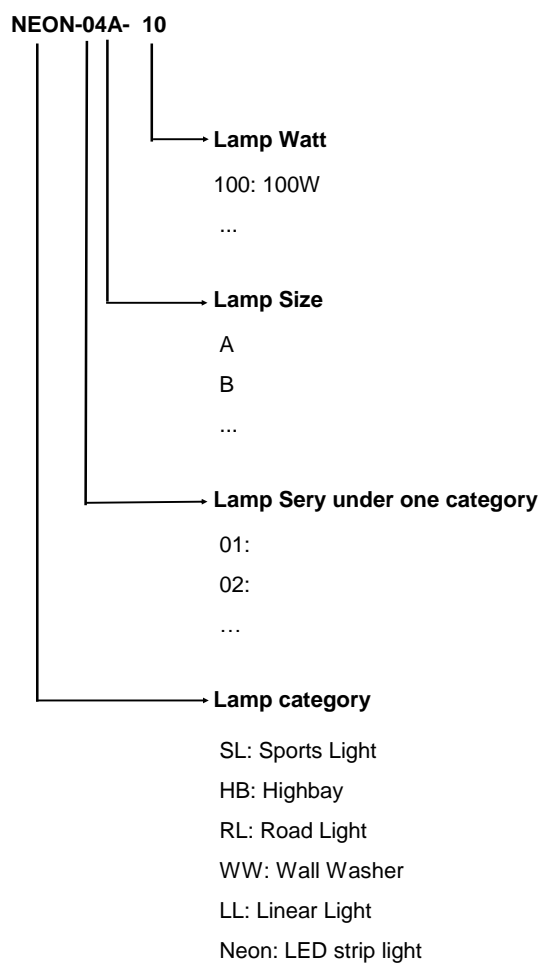 NEON-04A- 10
Lamp Watt
100: 100W
...
Lamp Size
A
B
...
Lamp Sery under one category
01:
02:
…
Lamp category
SL: Sports Light
HB: Highbay
RL: Road Light
WW: Wall Washer
LL: Linear Light
Neon: LED strip light